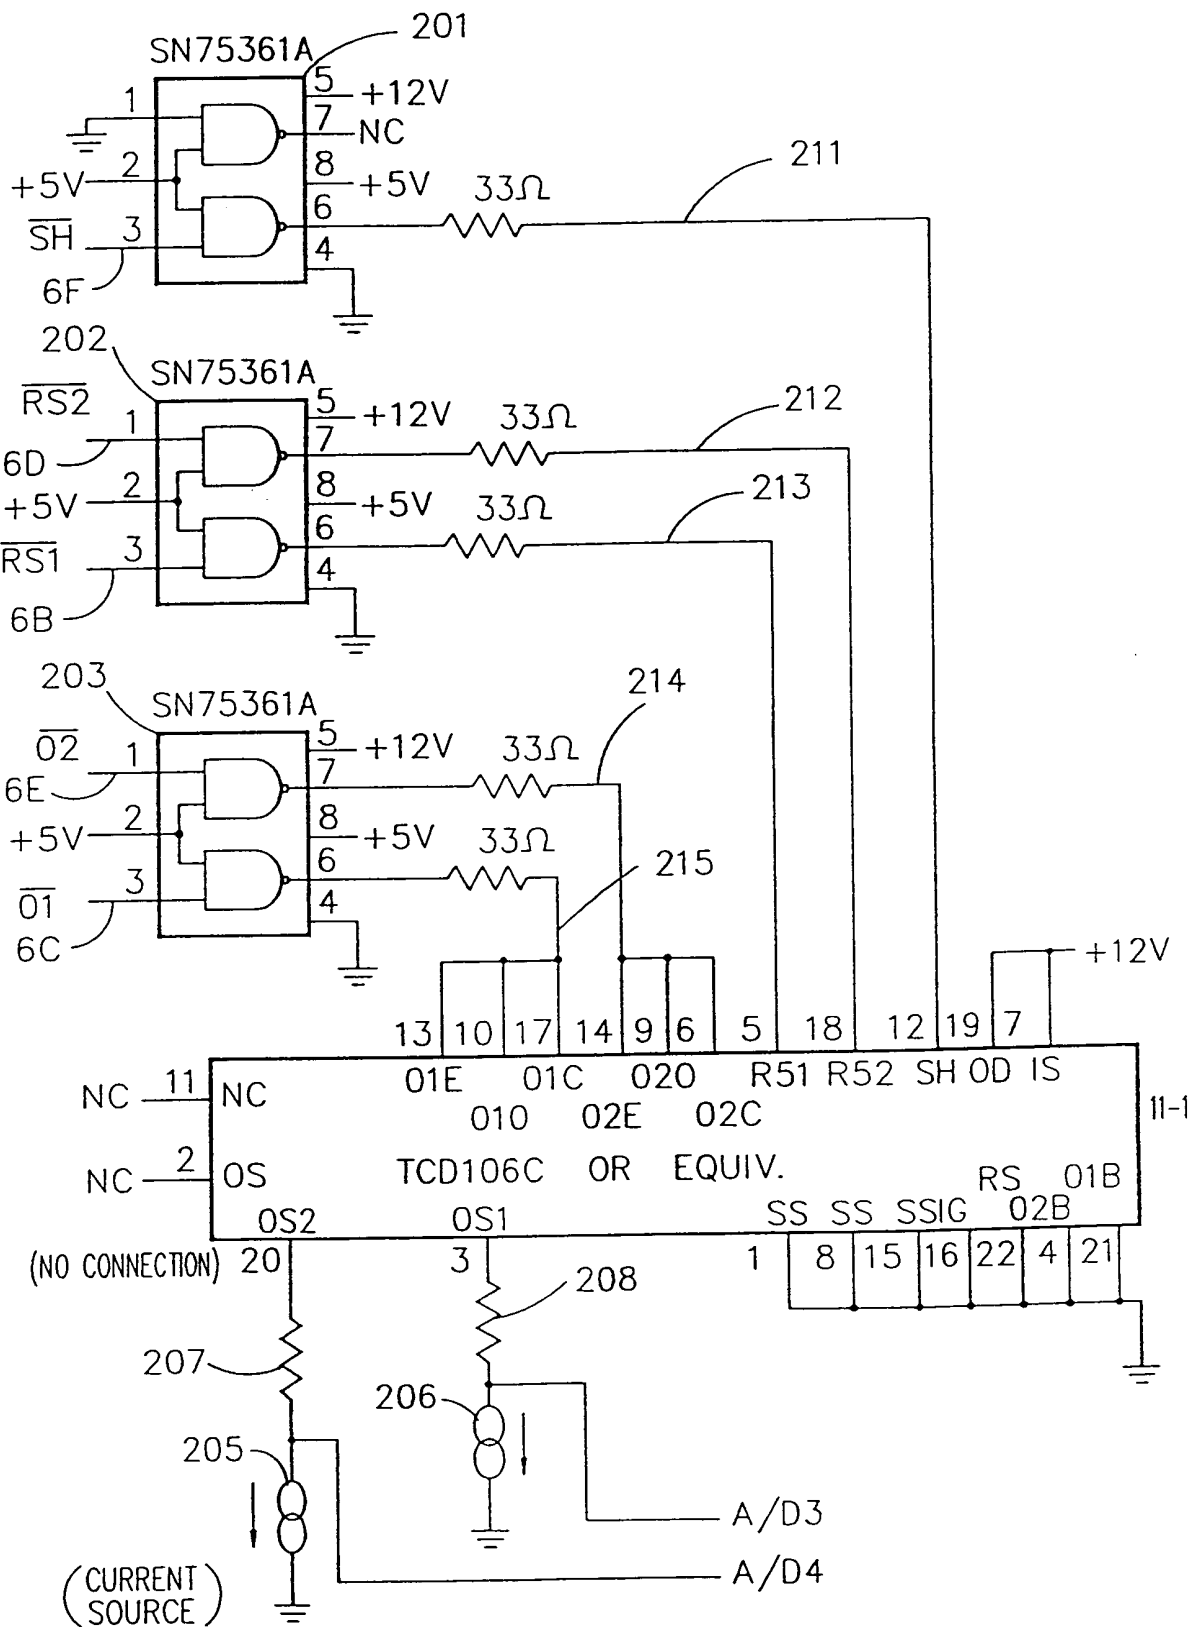 201
SN75361A
5
+12V
1
7
NC
2
8
+5V
+5V
33Ω
211
6
S̅H̅
3
4
6F
202
SN75361A
R̅S̅2̅
5
+12V
33Ω
212
1
7
6D
2
8
+5V
+5V
33Ω
213
6
R̅S̅1̅
3
4
6B
203
SN75361A
214
O̅2̅
5
+12V
33Ω
1
7
6E
2
8
+5V
+5V
33Ω
215
6
O̅1̅
3
4
6C
+12V
13 10 17 14 9 6 5 18 12 19 7
NC 11 NC
O1E O1C O2O R51 R52 SH OD IS
O1O O2E O2C
11-1
NC 2 OS
TCD106C OR EQUIV.
RS O1B
OS2 OS1 SS SS SSIG O2B
(NO CONNECTION) 20 3 1 8 15 16 22 4 21
208
207
206
205
A/D3
A/D4
(CURRENT
SOURCE)